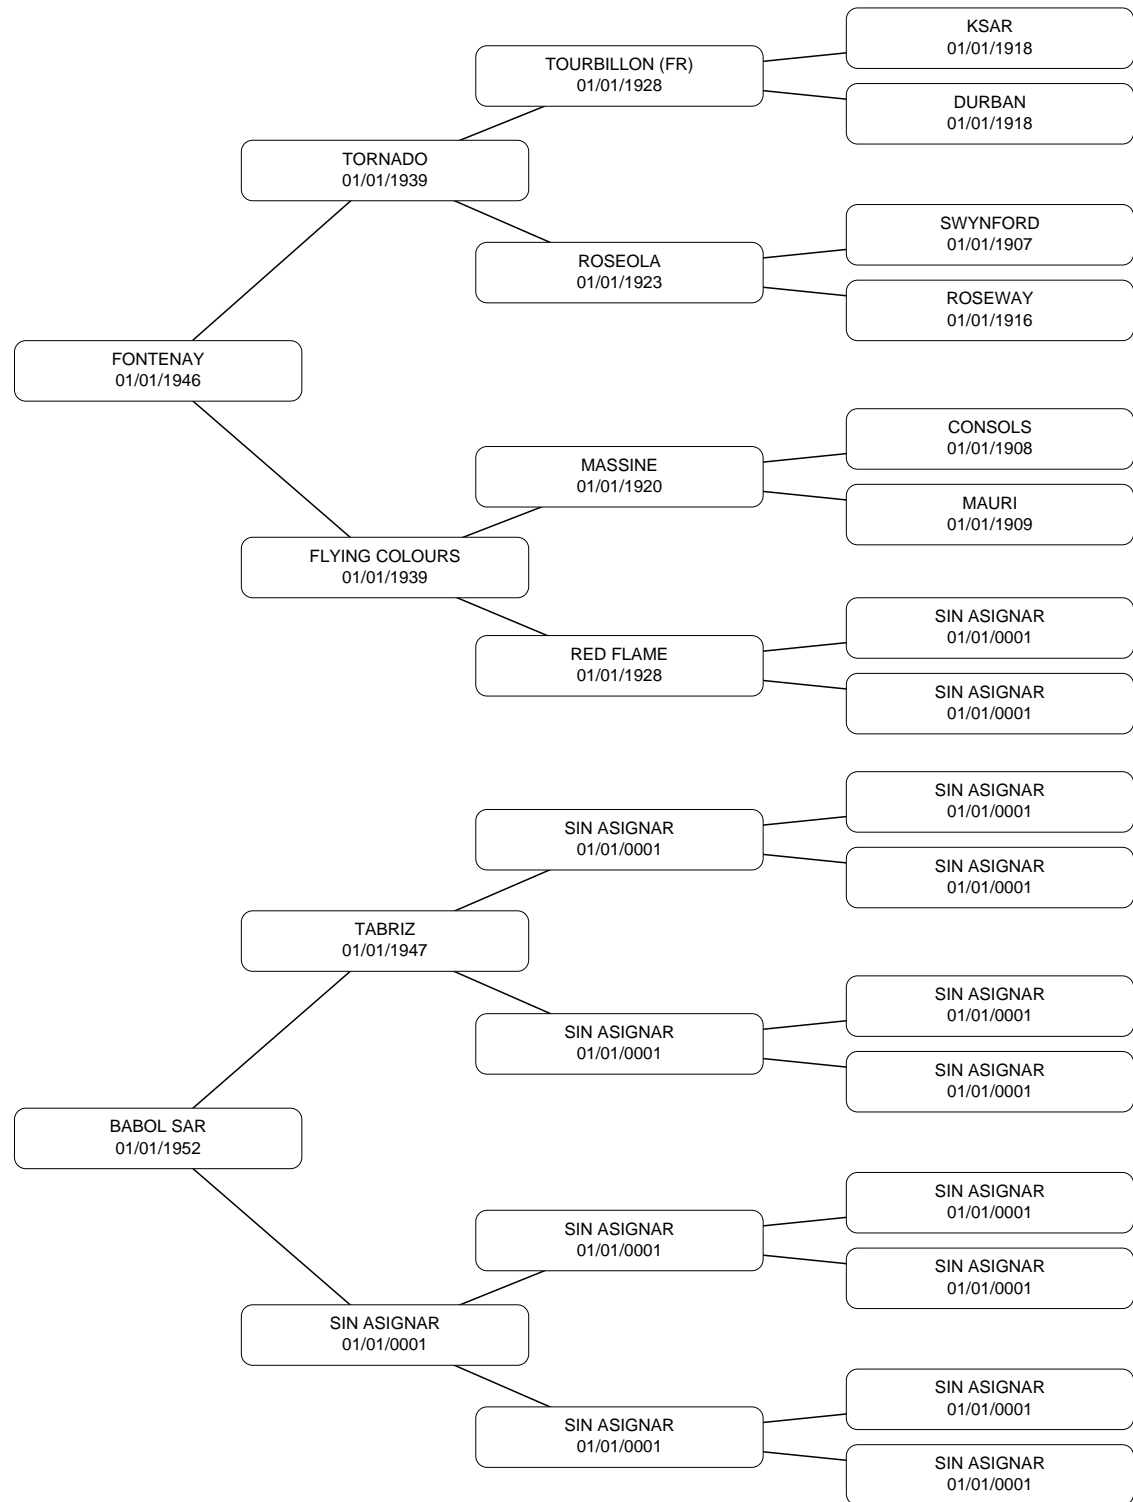 KSAR
01/01/1918
TOURBILLON (FR)
01/01/1928
DURBAN
01/01/1918
TORNADO
01/01/1939
SWYNFORD
01/01/1907
ROSEOLA
01/01/1923
ROSEWAY
01/01/1916
FONTENAY
01/01/1946
CONSOLS
01/01/1908
MASSINE
01/01/1920
MAURI
01/01/1909
FLYING COLOURS
01/01/1939
SIN ASIGNAR
01/01/0001
RED FLAME
01/01/1928
SIN ASIGNAR
01/01/0001
SIN ASIGNAR
01/01/0001
SIN ASIGNAR
01/01/0001
SIN ASIGNAR
01/01/0001
TABRIZ
01/01/1947
SIN ASIGNAR
01/01/0001
SIN ASIGNAR
01/01/0001
SIN ASIGNAR
01/01/0001
BABOL SAR
01/01/1952
SIN ASIGNAR
01/01/0001
SIN ASIGNAR
01/01/0001
SIN ASIGNAR
01/01/0001
SIN ASIGNAR
01/01/0001
SIN ASIGNAR
01/01/0001
SIN ASIGNAR
01/01/0001
SIN ASIGNAR
01/01/0001